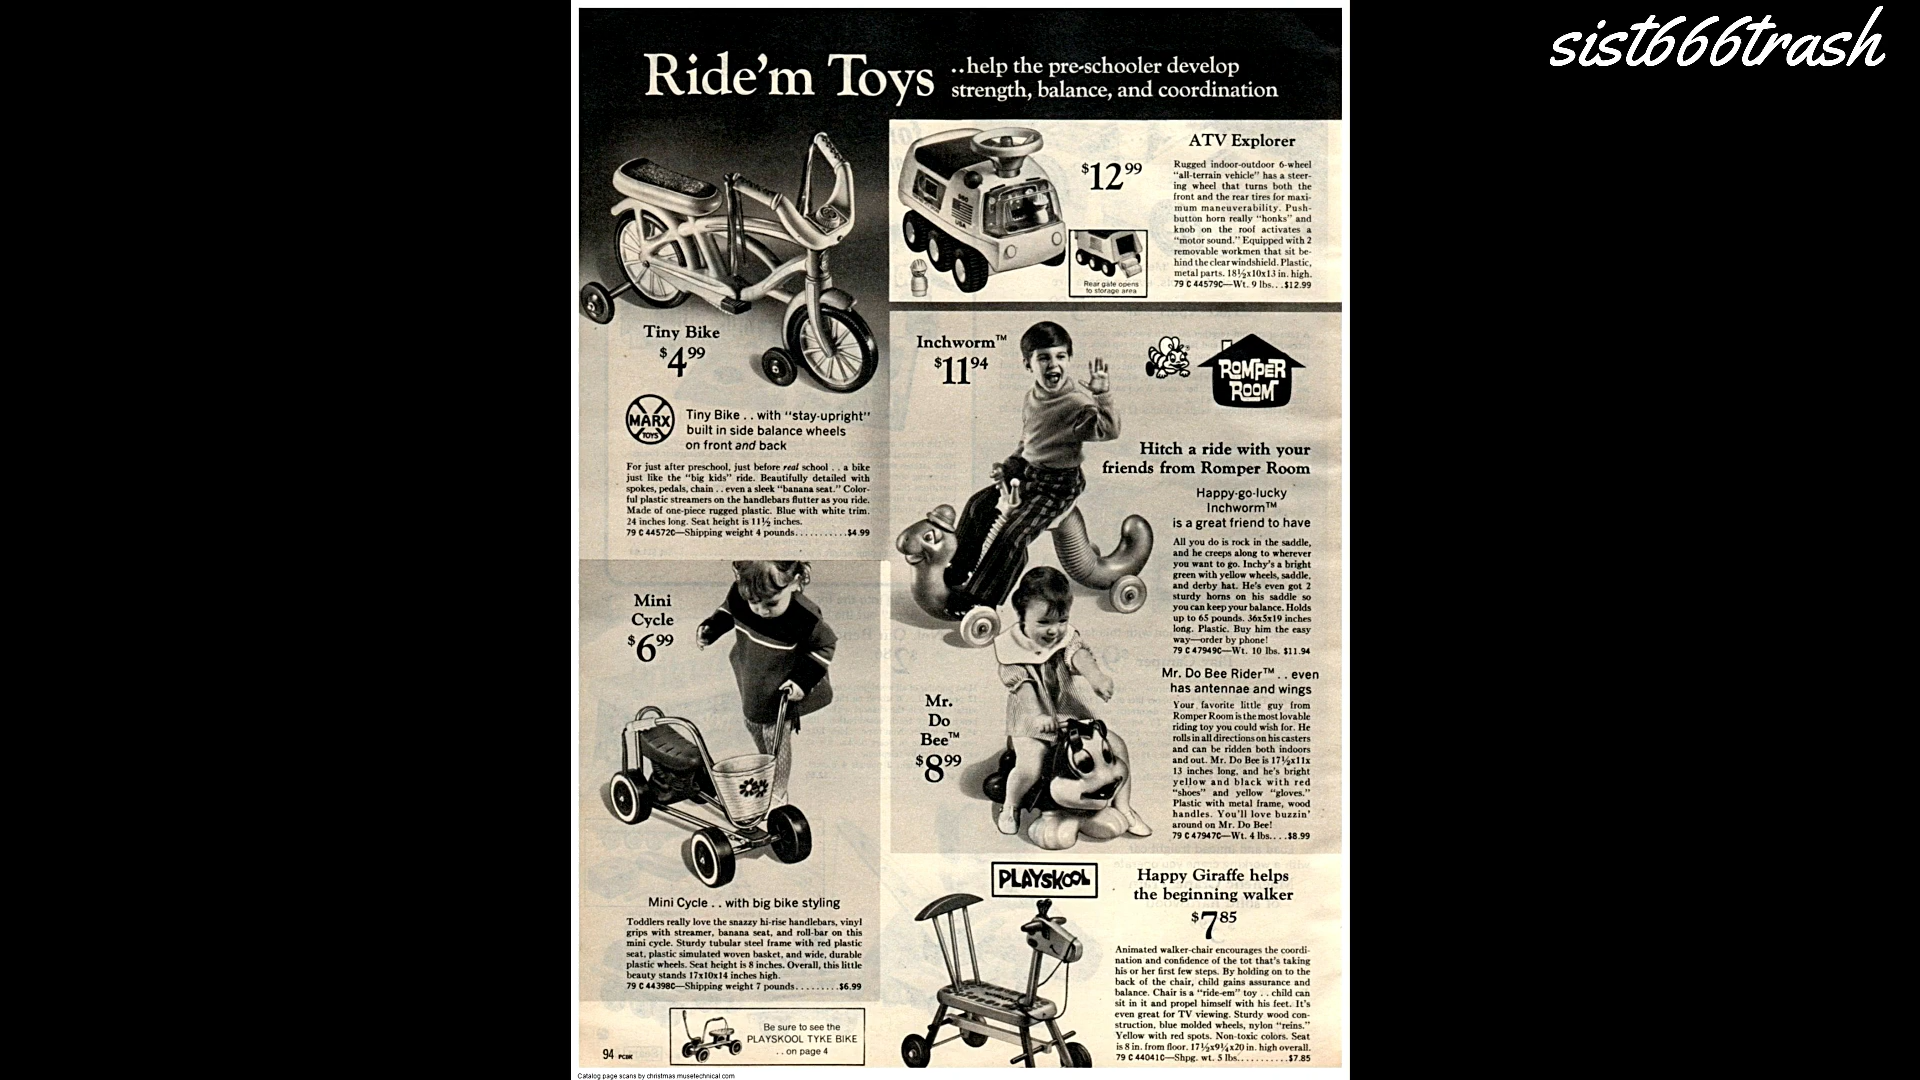 sist666trash
Ride'm Toys
..help the pre-schooler develop
strength, balance, and coordination
Tiny Bike
$4.99
MARX
TOYS
Tiny Bike . . with "stay-upright"
built in side balance wheels
on front and back
For just after preschool, just before real school . . a bike
just like the "big kids" ride. Beautifully detailed with
spokes, pedals, chain . . even a sleek "banana seat." Color-
ful plastic streamers on the handlebars flutter as you ride.
Made of one-piece rugged plastic. Blue with white trim.
24 inches long. Seat height is 11½ inches.
79 C 44572C—Shipping weight 4 pounds..........$4.99
ATV Explorer
$12.99
Rugged indoor-outdoor 6-wheel
"all-terrain vehicle" has a steer-
ing wheel that turns both the
front and the rear tires for maxi-
mum maneuverability. Push-
button horn really "honks" and
knob on the roof activates a
"motor sound." Equipped with 2
removable workmen that sit be-
hind the clear windshield. Plastic,
metal parts. 18½x10x13 in. high.
79 C 44579C—Wt. 9 lbs...$12.99
USA
Rear gate opens
to storage area
Inchworm™
$11.94
ROMPER
ROOM
Hitch a ride with your
friends from Romper Room
Happy-go-lucky
Inchworm™
is a great friend to have
All you do is rock in the saddle,
and he creeps along to wherever
you want to go. Inchy's a bright
green with yellow wheels, saddle,
and derby hat. He's even got 2
sturdy horns on his saddle so
you can keep your balance. Holds
up to 65 pounds. 36x5x19 inches
long. Plastic. Buy him the easy
way—order by phone!
79 C 47949C—Wt. 10 lbs. $11.94
Mr. Do Bee Rider™ . . even
has antennae and wings
Mr.
Do
Bee™
$8.99
Your favorite little guy from
Romper Room is the most lovable
riding toy you could wish for. He
rolls in all directions on his casters
and can be ridden both indoors
and out. Mr. Do Bee is 17½x11x
13 inches long, and he's bright
yellow and black with red
"shoes" and yellow "gloves."
Plastic with metal frame, wood
handles. You'll love buzzin'
around on Mr. Do Bee!
79 C 47947C—Wt. 4 lbs....$8.99
Mini
Cycle
$6.99
Mini Cycle . . with big bike styling
Toddlers really love the snazzy hi-rise handlebars, vinyl
grips with streamer, banana seat, and roll-bar on this
mini cycle. Sturdy tubular steel frame with red plastic
seat, plastic simulated woven basket, and wide, durable
plastic wheels. Seat height is 8 inches. Overall, this little
beauty stands 17x10x14 inches high.
79 C 44398C—Shipping weight 7 pounds.........$6.99
PLAYSKOOL
Happy Giraffe helps
the beginning walker
$7.85
Animated walker-chair encourages the coordi-
nation and confidence of the tot that's taking
his or her first few steps. By holding on to the
back of the chair, child gains assurance and
balance. Chair is a "ride-em" toy . . child can
sit in it and propel himself with his feet. It's
even great for TV viewing. Sturdy wood con-
struction, blue molded wheels, nylon "reins."
Yellow with red spots. Non-toxic colors. Seat
is 8 in. from floor. 17½x9¼x20 in. high overall.
79 C 44041C—Shpg. wt. 5 lbs...........$7.85
Be sure to see the
PLAYSKOOL TYKE BIKE
. . on page 4
94 PCBK
Catalog page scans by christmas.musetechnical.com